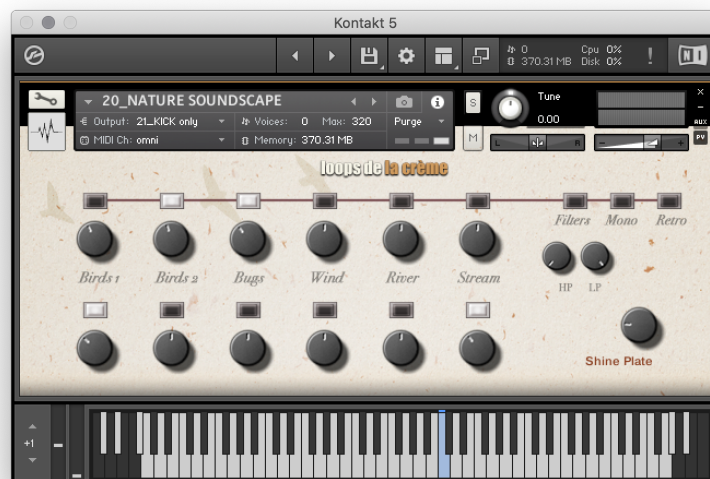 Kontakt 5
0 Cpu 0%
370.31 MB Disk 0%
!
20_NATURE SOUNDSCAPE
Output: 21_KICK only Voices: 0 Max: 320 Purge
MIDI Ch: omni Memory: 370.31 MB
S
M
Tune
0.00
L R
AUX
PV
loops de la crème
Filters Mono Retro
Birds 1 Birds 2 Bugs Wind River Stream
HP LP
Shine Plate
+1